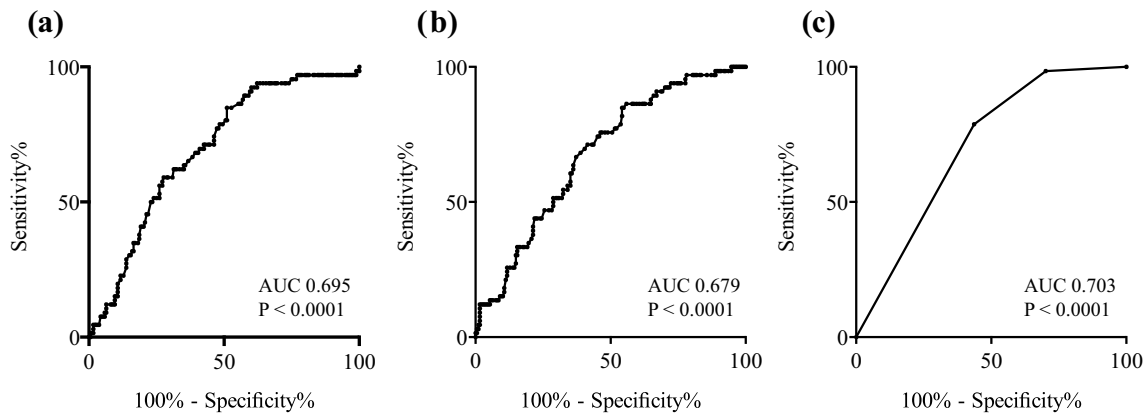 (a)
100
50
0
Sensitivity%
AUC 0.695
P < 0.0001
0
50
100
100% - Specificity%
(b)
100
50
0
Sensitivity%
AUC 0.679
P < 0.0001
0
50
100
100% - Specificity%
(c)
100
50
0
Sensitivity%
AUC 0.703
P < 0.0001
0
50
100
100% - Specificity%